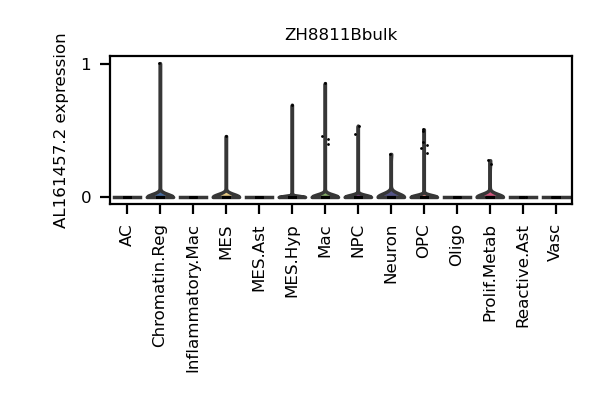 ZH8811Bbulk
AL161457.2 expression
1
0
AC
Chromatin.Reg
Inflammatory.Mac
MES
MES.Ast
MES.Hyp
Mac
NPC
Neuron
OPC
Oligo
Prolif.Metab
Reactive.Ast
Vasc